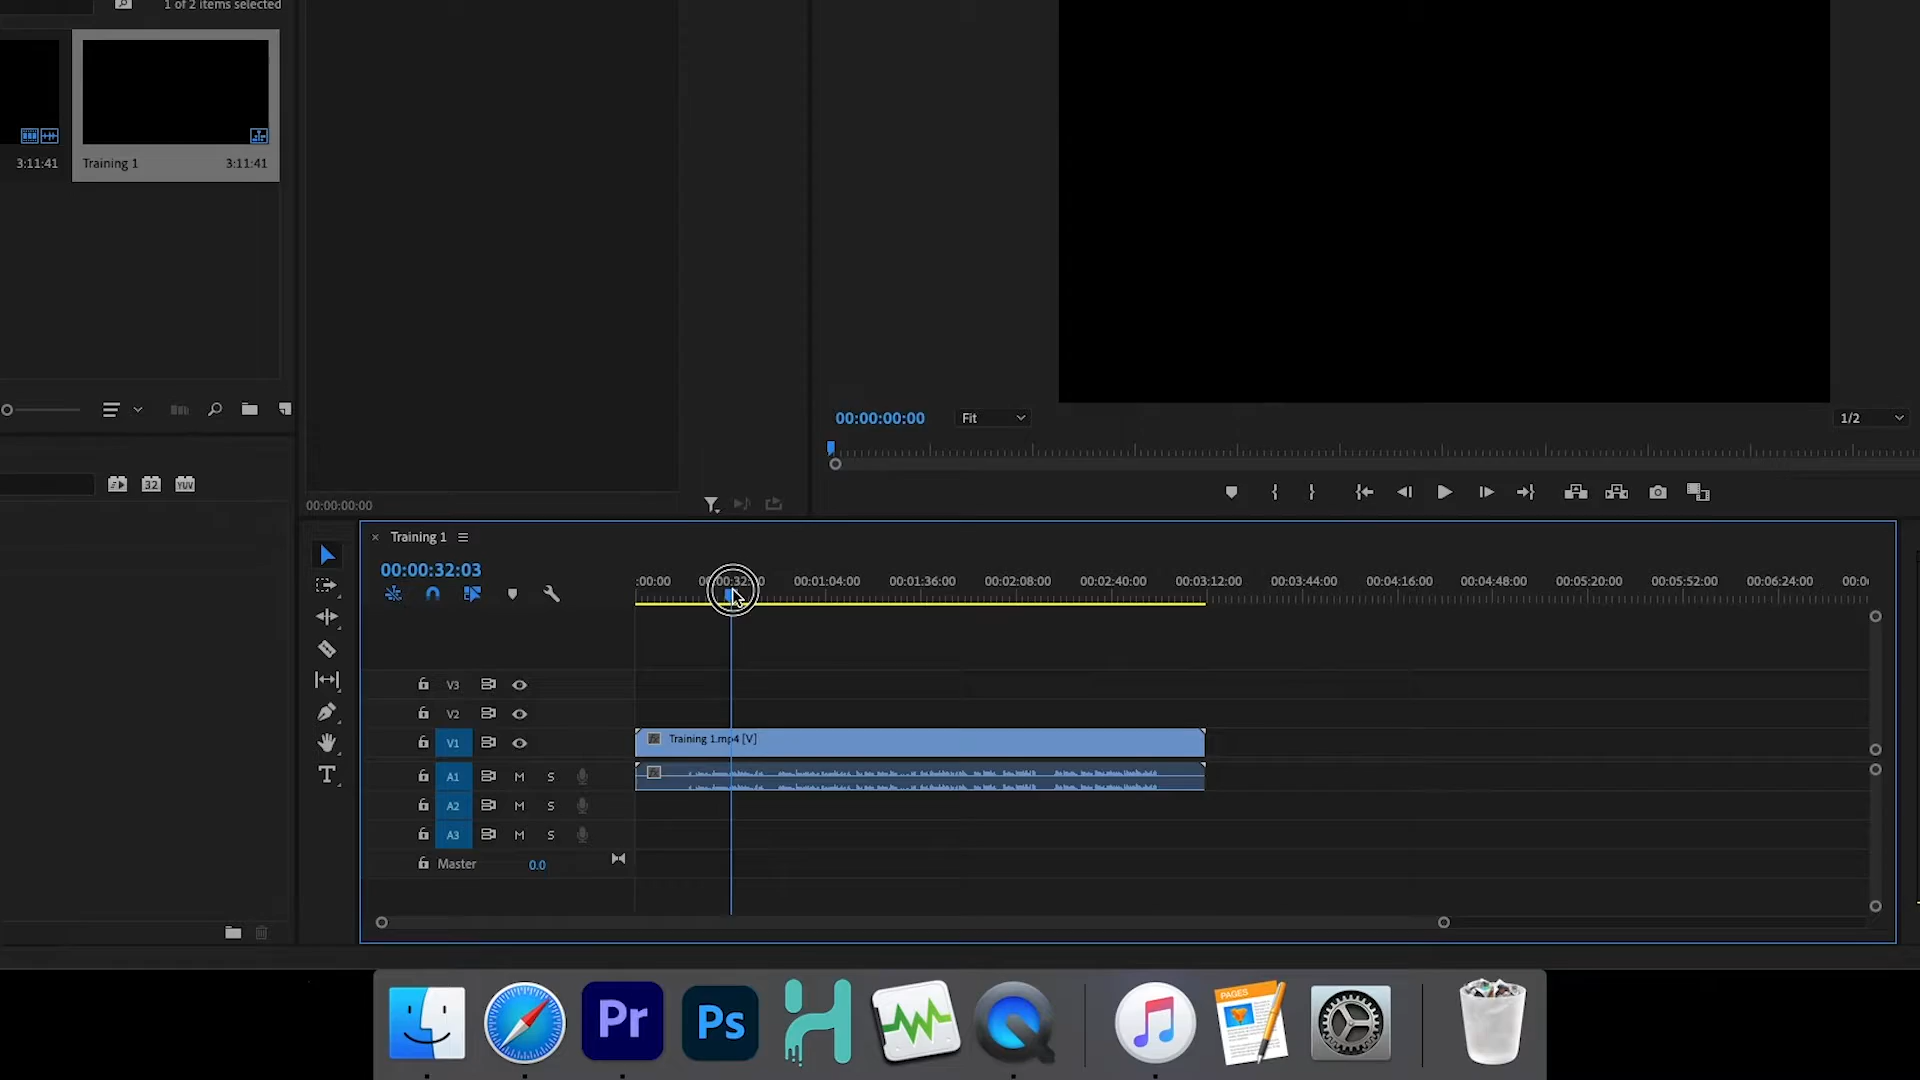 1 of 2 items selected
3:11:41
Training 1
3:11:41
00:00:00:00
Fit
1/2
32
YUV
00:00:00:00
Training 1
00:00:32:03
:00:00
00:01:04:00
00:01:36:00
00:02:08:00
00:02:40:00
00:03:12:00
00:03:44:00
00:04:16:00
00:04:48:00
00:05:20:00
00:05:52:00
00:06:24:00
V3
V2
V1
Training 1.mp4 [V]
A1 M S
A2 M S
A3 M S
Master 0.0
T
Pr
Ps
PAGES